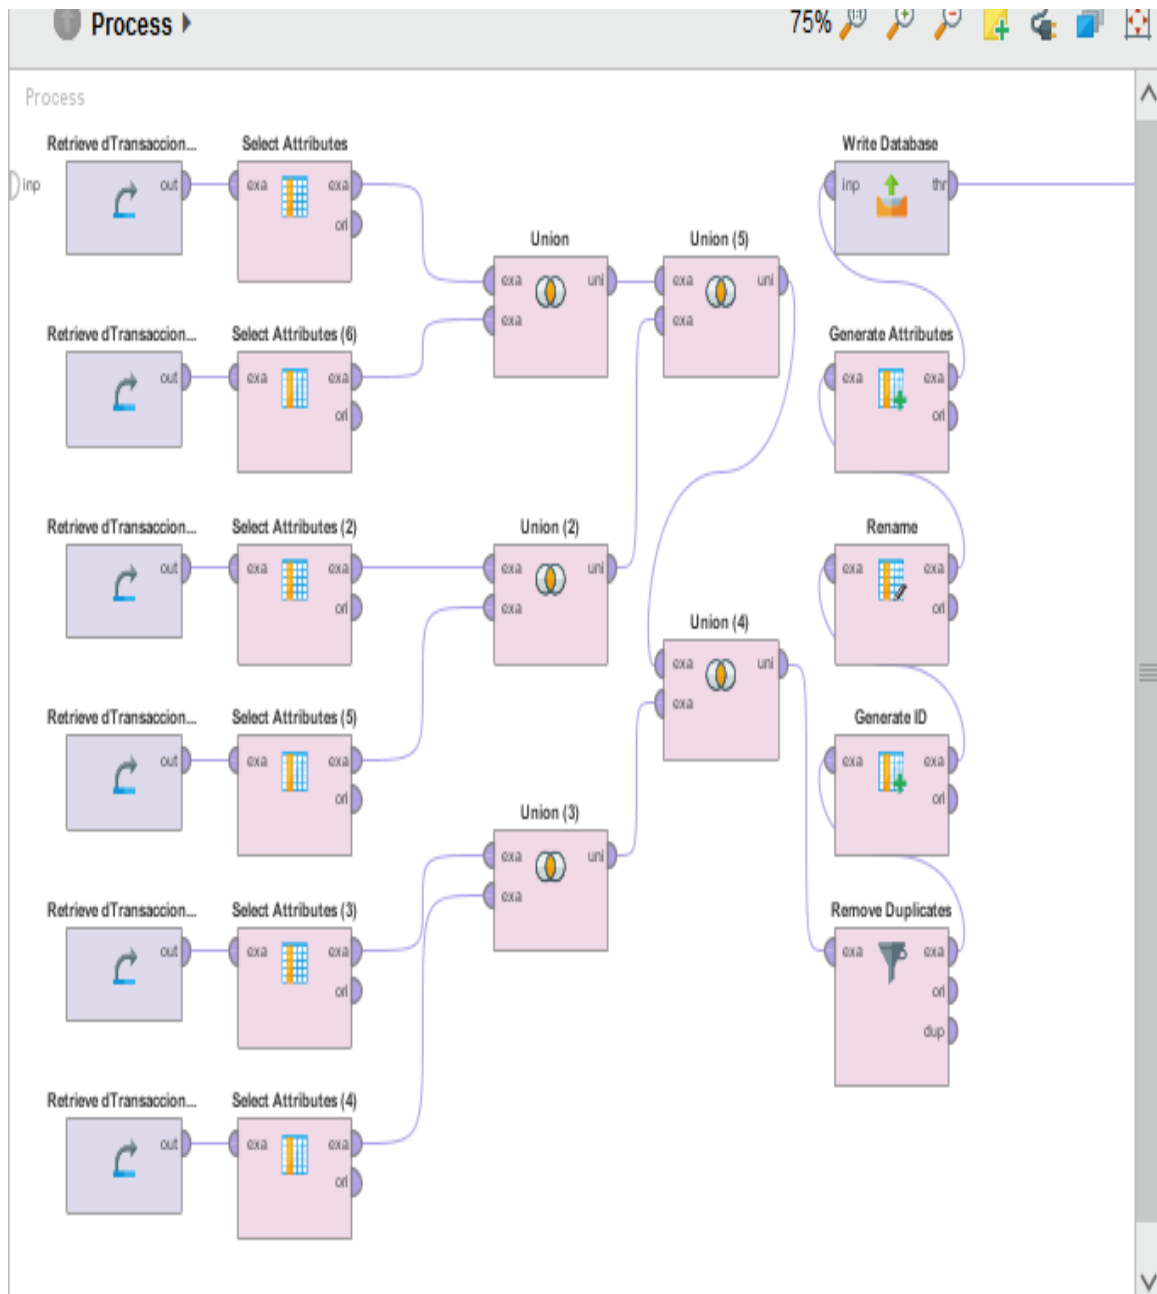 Process
75%
Process
inp
Retrieve dTransaccion...
out
Select Attributes
exa exa
ori
Write Database
inp thr
Union
exa uni
exa
Union (5)
exa uni
exa
Retrieve dTransaccion...
out
Select Attributes (6)
exa exa
ori
Generate Attributes
exa exa
ori
Retrieve dTransaccion...
out
Select Attributes (2)
exa exa
ori
Union (2)
exa uni
exa
Rename
exa exa
ori
Union (4)
exa uni
exa
Retrieve dTransaccion...
out
Select Attributes (5)
exa exa
ori
Generate ID
exa exa
ori
Union (3)
exa uni
exa
Retrieve dTransaccion...
out
Select Attributes (3)
exa exa
ori
Remove Duplicates
exa exa
ori
dup
Retrieve dTransaccion...
out
Select Attributes (4)
exa exa
ori